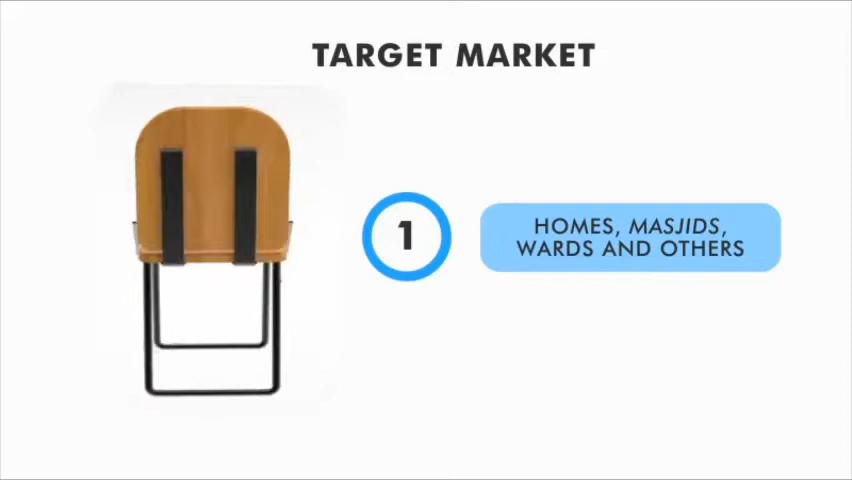 TARGET MARKET
1
HOMES, MASJIDS,
WARDS AND OTHERS